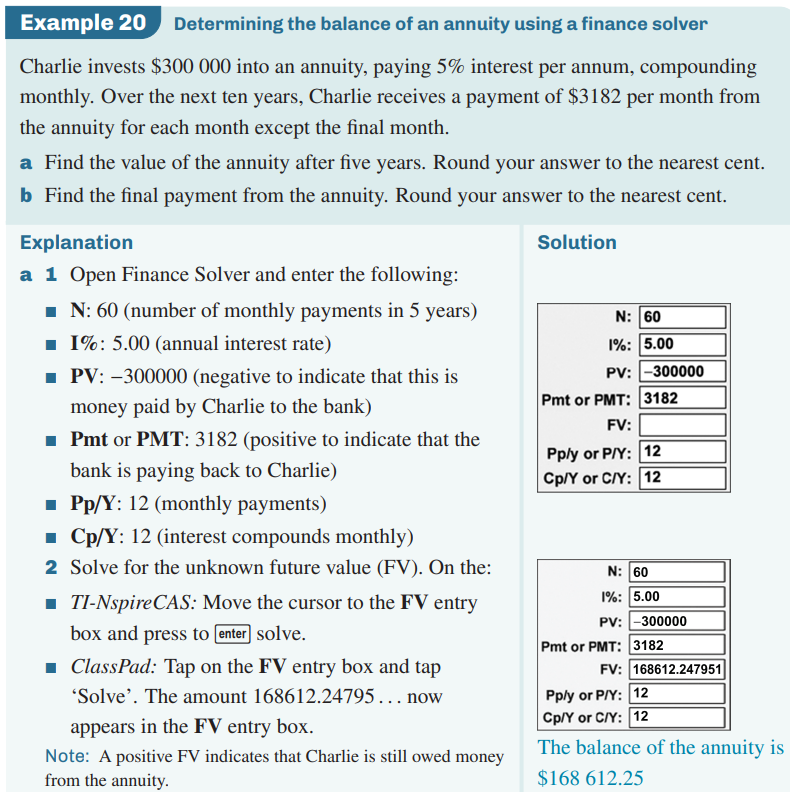 Example 20 Determining the balance of an annuity using a finance solver
Charlie invests $300 000 into an annuity, paying 5% interest per annum, compounding
monthly. Over the next ten years, Charlie receives a payment of $3182 per month from
the annuity for each month except the final month.
a Find the value of the annuity after five years. Round your answer to the nearest cent.
b Find the final payment from the annuity. Round your answer to the nearest cent.
Explanation
a 1 Open Finance Solver and enter the following:
■ N: 60 (number of monthly payments in 5 years)
■ I%: 5.00 (annual interest rate)
■ PV: −300000 (negative to indicate that this is
money paid by Charlie to the bank)
■ Pmt or PMT: 3182 (positive to indicate that the
bank is paying back to Charlie)
■ Pp/Y: 12 (monthly payments)
■ Cp/Y: 12 (interest compounds monthly)
2 Solve for the unknown future value (FV). On the:
■ TI-NspireCAS: Move the cursor to the FV entry
box and press to enter solve.
■ ClassPad: Tap on the FV entry box and tap
‘Solve’. The amount 168612.24795 . . . now
appears in the FV entry box.
Note: A positive FV indicates that Charlie is still owed money
from the annuity.
Solution
N: 60
I%: 5.00
PV: −300000
Pmt or PMT: 3182
FV:
Pp/y or P/Y: 12
Cp/Y or C/Y: 12
N: 60
I%: 5.00
PV: −300000
Pmt or PMT: 3182
FV: 168612.247951
Pp/y or P/Y: 12
Cp/Y or C/Y: 12
The balance of the annuity is
$168 612.25